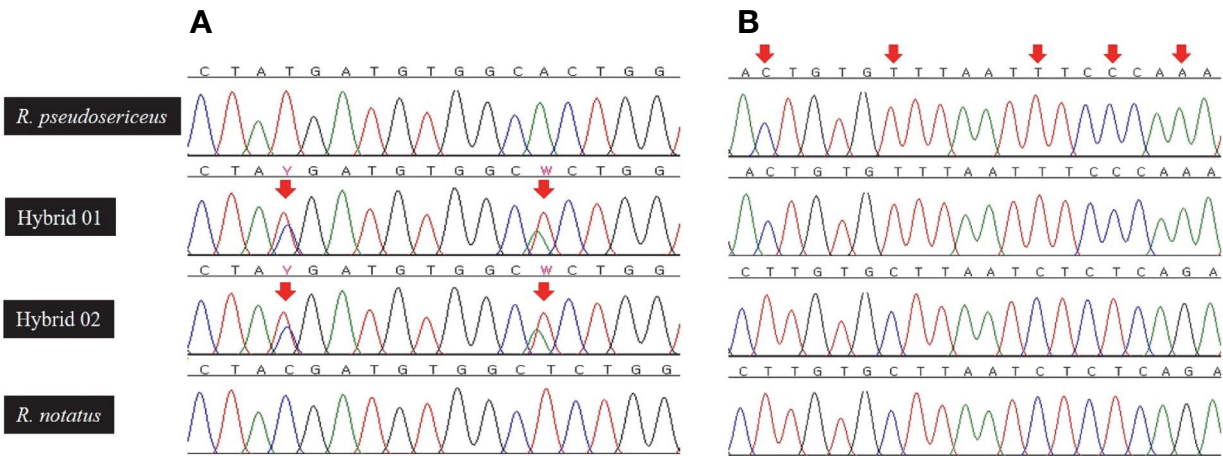 A B
C T A T G A T G T G G C A C T G G A C T G T G T T T A A T T T C C C A A A
R. pseudosericeus
C T A Y G A T G T G G C W C T G G A C T G T G T T T A A T T T C C C A A A
Hybrid 01
C T A Y G A T G T G G C W C T G G C T T G T G C T T A A T C T C T C A G A
Hybrid 02
C T A C G A T G T G G C T C T G G C T T G T G C T T A A T C T C T C A G A
R. notatus